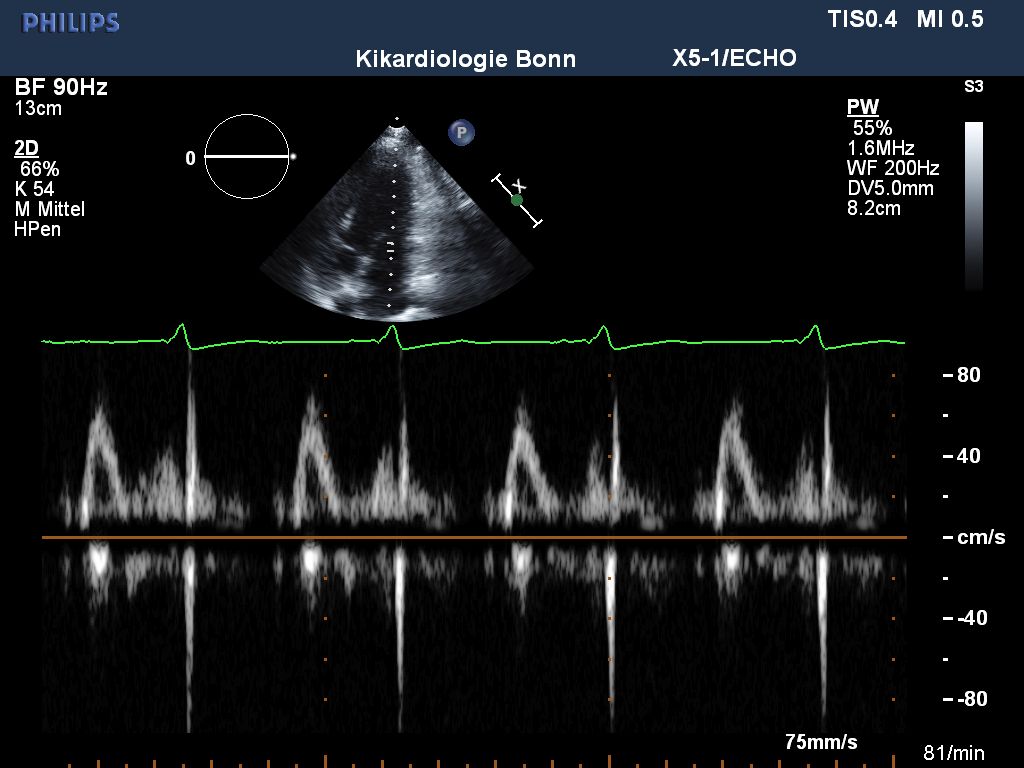 PHILIPS
TIS0.4 MI 0.5
Kikardiologie Bonn X5-1/ECHO
BF 90Hz
13cm
2D
66%
K 54
M Mittel
HPen
0
P
X
S3
PW
55%
1.6MHz
WF 200Hz
DV5.0mm
8.2cm
80
40
cm/s
-40
-80
75mm/s
81/min